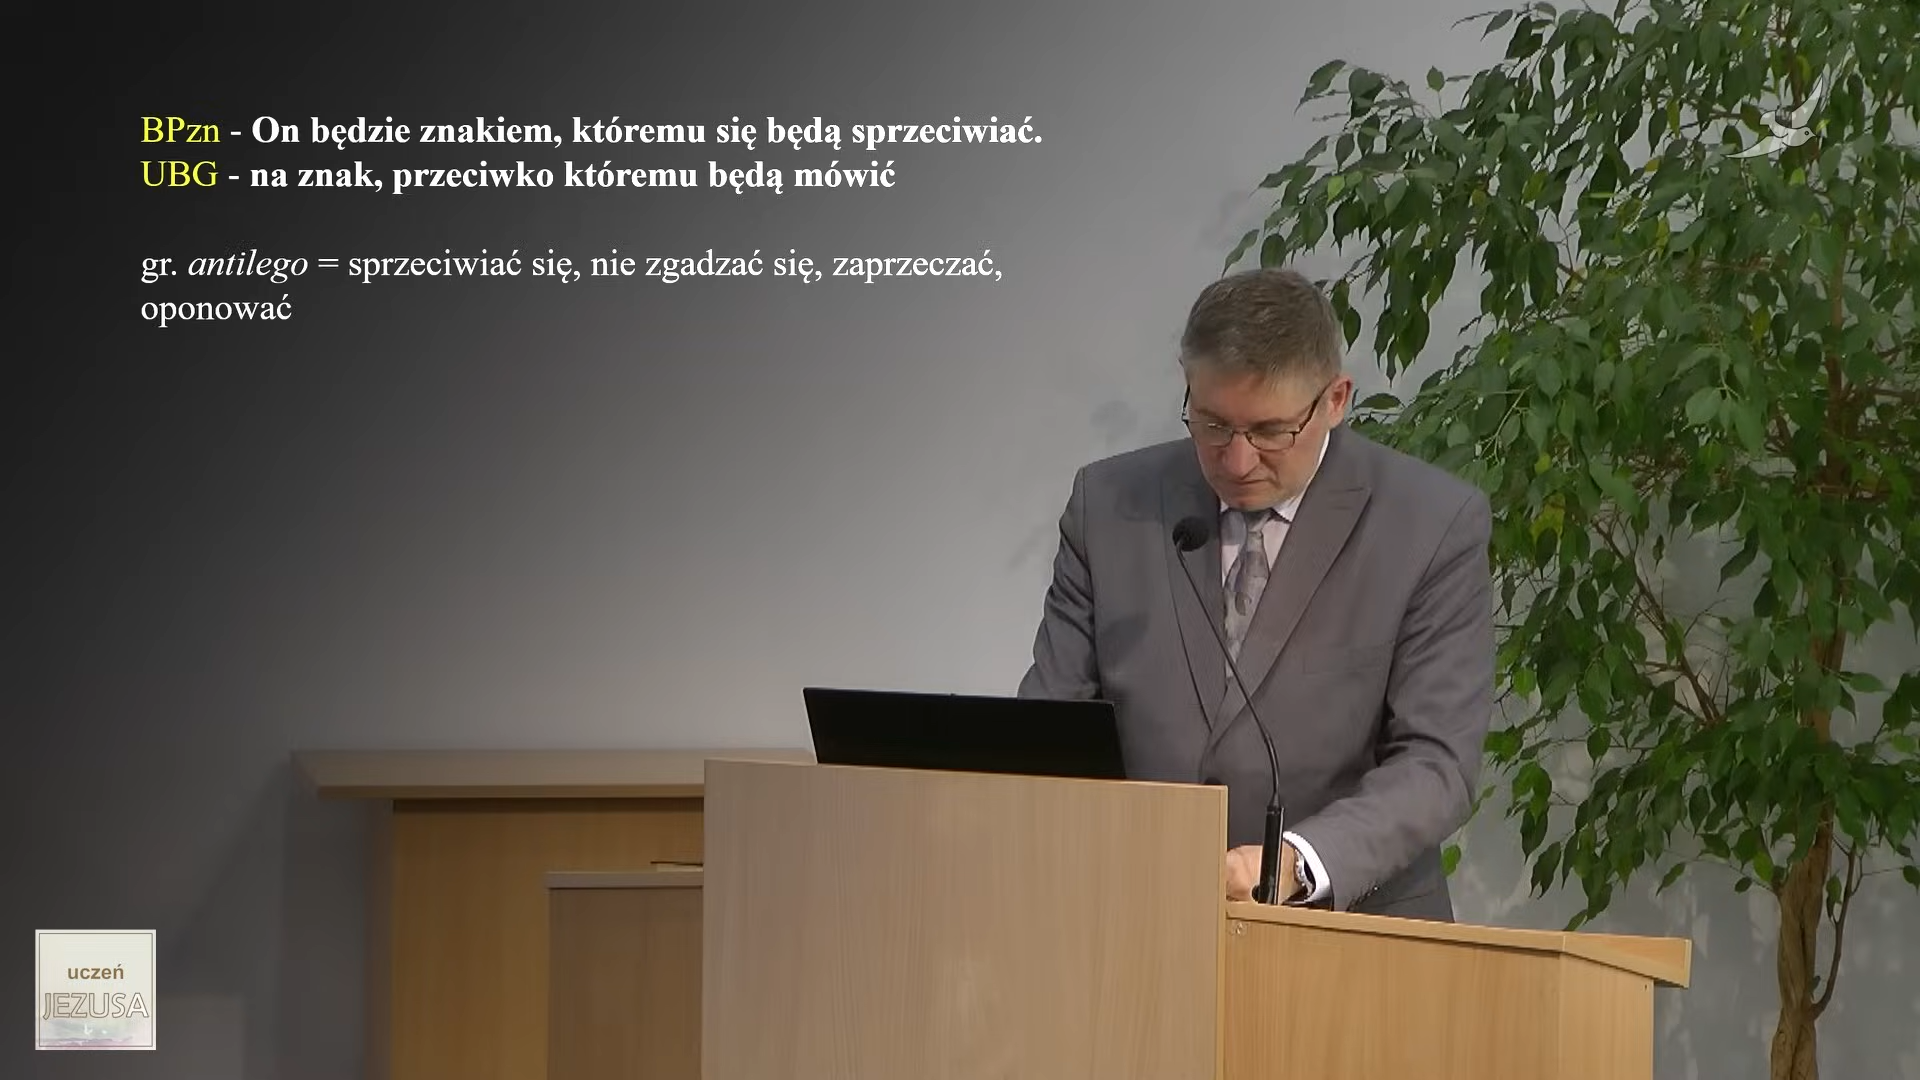 BPzn - On będzie znakiem, któremu się będą sprzeciwiać.
UBG - na znak, przeciwko któremu będą mówić
gr. antilego = sprzeciwiać się, nie zgadzać się, zaprzeczać,
oponować
uczeń
JEZUSA